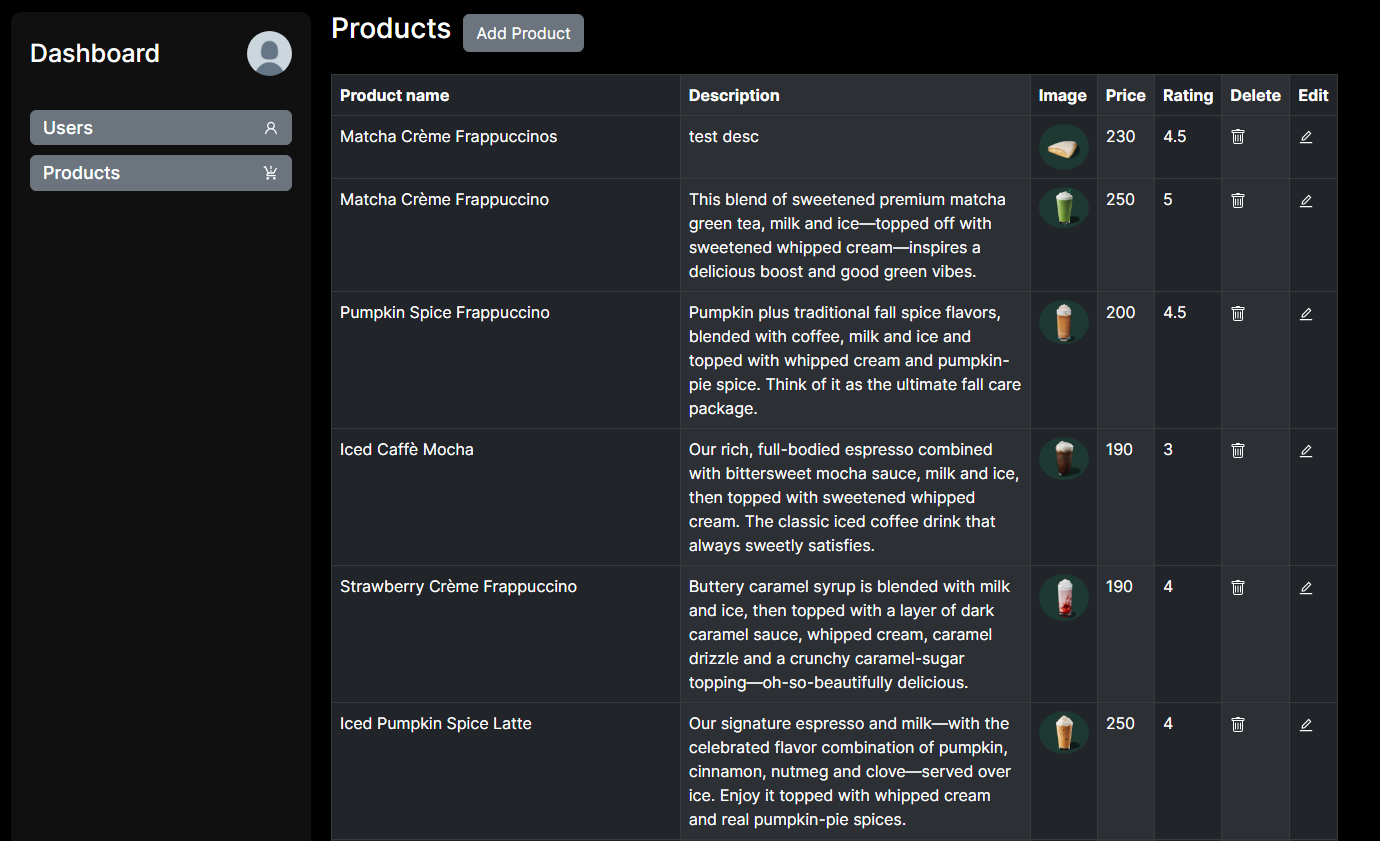 Dashboard
Users
Products
Products
Add Product
Product name Description Image Price Rating Delete Edit
Matcha Crème Frappuccinos test desc 230 4.5
Matcha Crème Frappuccino This blend of sweetened premium matcha 250 5
green tea, milk and ice—topped off with
sweetened whipped cream—inspires a
delicious boost and good green vibes.
Pumpkin Spice Frappuccino Pumpkin plus traditional fall spice flavors, 200 4.5
blended with coffee, milk and ice and
topped with whipped cream and pumpkin-
pie spice. Think of it as the ultimate fall care
package.
Iced Caffè Mocha Our rich, full-bodied espresso combined 190 3
with bittersweet mocha sauce, milk and ice,
then topped with sweetened whipped
cream. The classic iced coffee drink that
always sweetly satisfies.
Strawberry Crème Frappuccino Buttery caramel syrup is blended with milk 190 4
and ice, then topped with a layer of dark
caramel sauce, whipped cream, caramel
drizzle and a crunchy caramel-sugar
topping—oh-so-beautifully delicious.
Iced Pumpkin Spice Latte Our signature espresso and milk—with the 250 4
celebrated flavor combination of pumpkin,
cinnamon, nutmeg and clove—served over
ice. Enjoy it topped with whipped cream
and real pumpkin-pie spices.